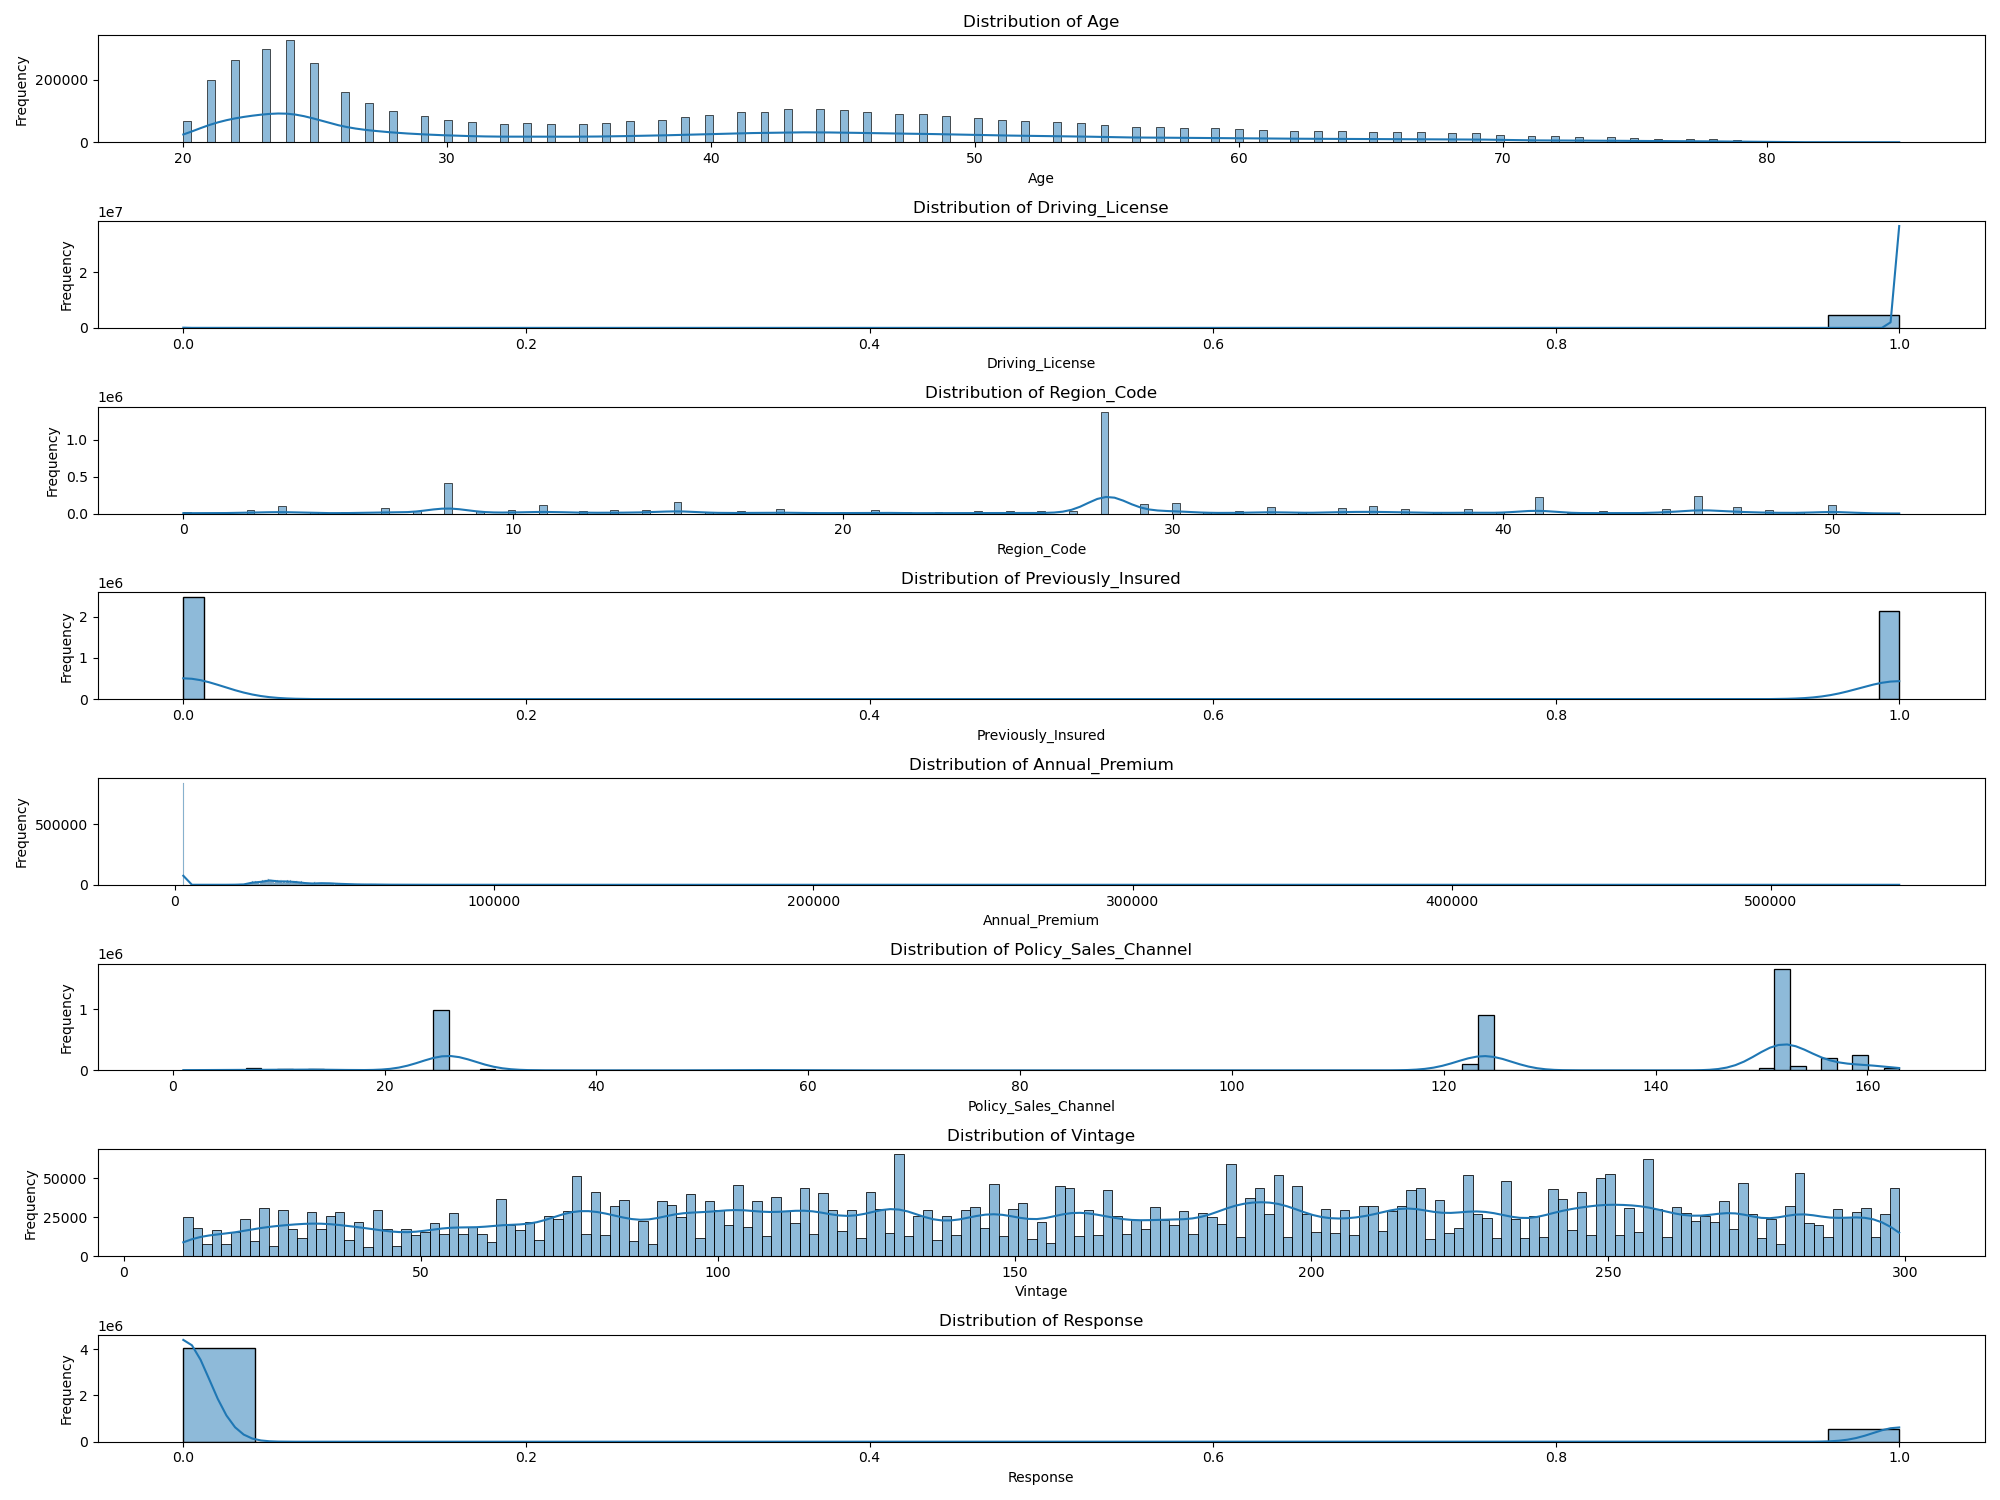 Distribution of Age
Frequency
200000
0
20 30 40 50 60 70 80
Age
Distribution of Driving_License
1e7
Frequency
2
0
0.0 0.2 0.4 0.6 0.8 1.0
Driving_License
Distribution of Region_Code
1e6
Frequency
1.0
0.5
0.0
0 10 20 30 40 50
Region_Code
Distribution of Previously_Insured
1e6
Frequency
2
1
0
0.0 0.2 0.4 0.6 0.8 1.0
Previously_Insured
Distribution of Annual_Premium
Frequency
500000
0
0 100000 200000 300000 400000 500000
Annual_Premium
Distribution of Policy_Sales_Channel
1e6
Frequency
1
0
0 20 40 60 80 100 120 140 160
Policy_Sales_Channel
Distribution of Vintage
Frequency
50000
25000
0
0 50 100 150 200 250 300
Vintage
Distribution of Response
1e6
Frequency
4
2
0
0.0 0.2 0.4 0.6 0.8 1.0
Response